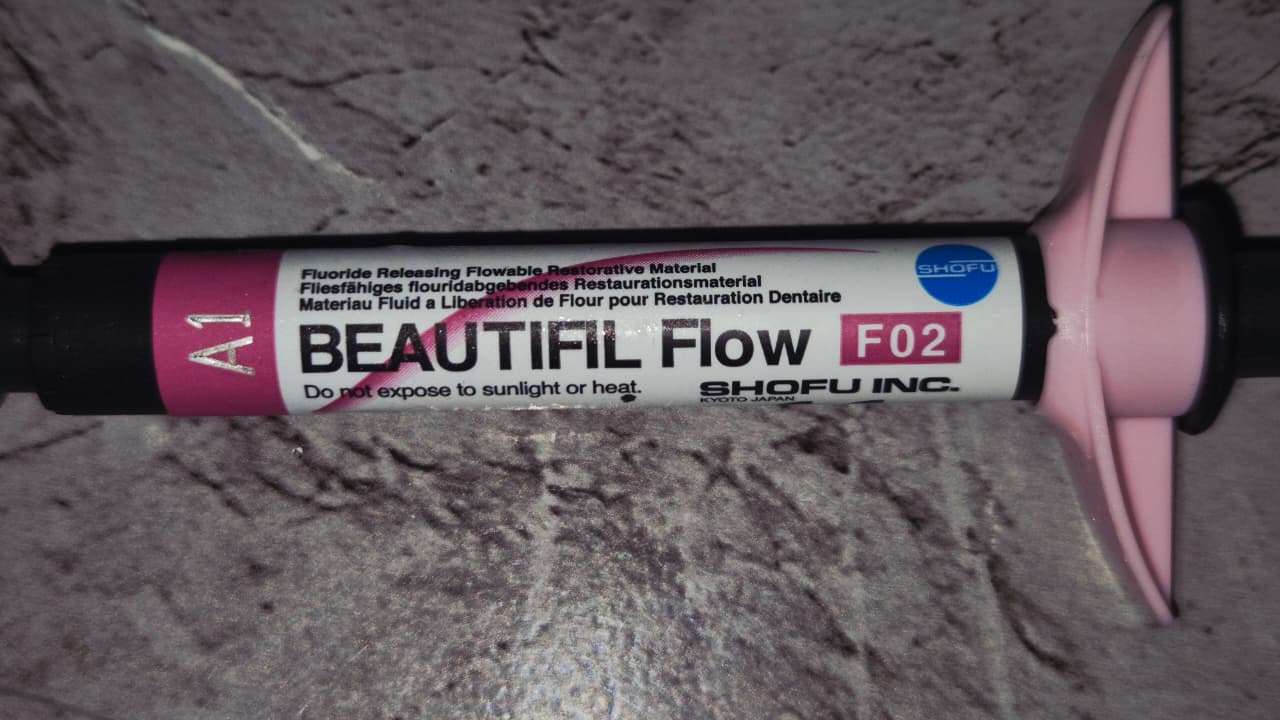 A1
Fluoride Releasing Flowable Restorative Material
Fliesfähiges flouridabgebendes Restaurationsmaterial
Materiau Fluid a Liberation de Flour pour Restauration Dentaire
SHOFU
BEAUTIFIL Flow F02
Do not expose to sunlight or heat.
SHOFU INC.
KYOTO JAPAN